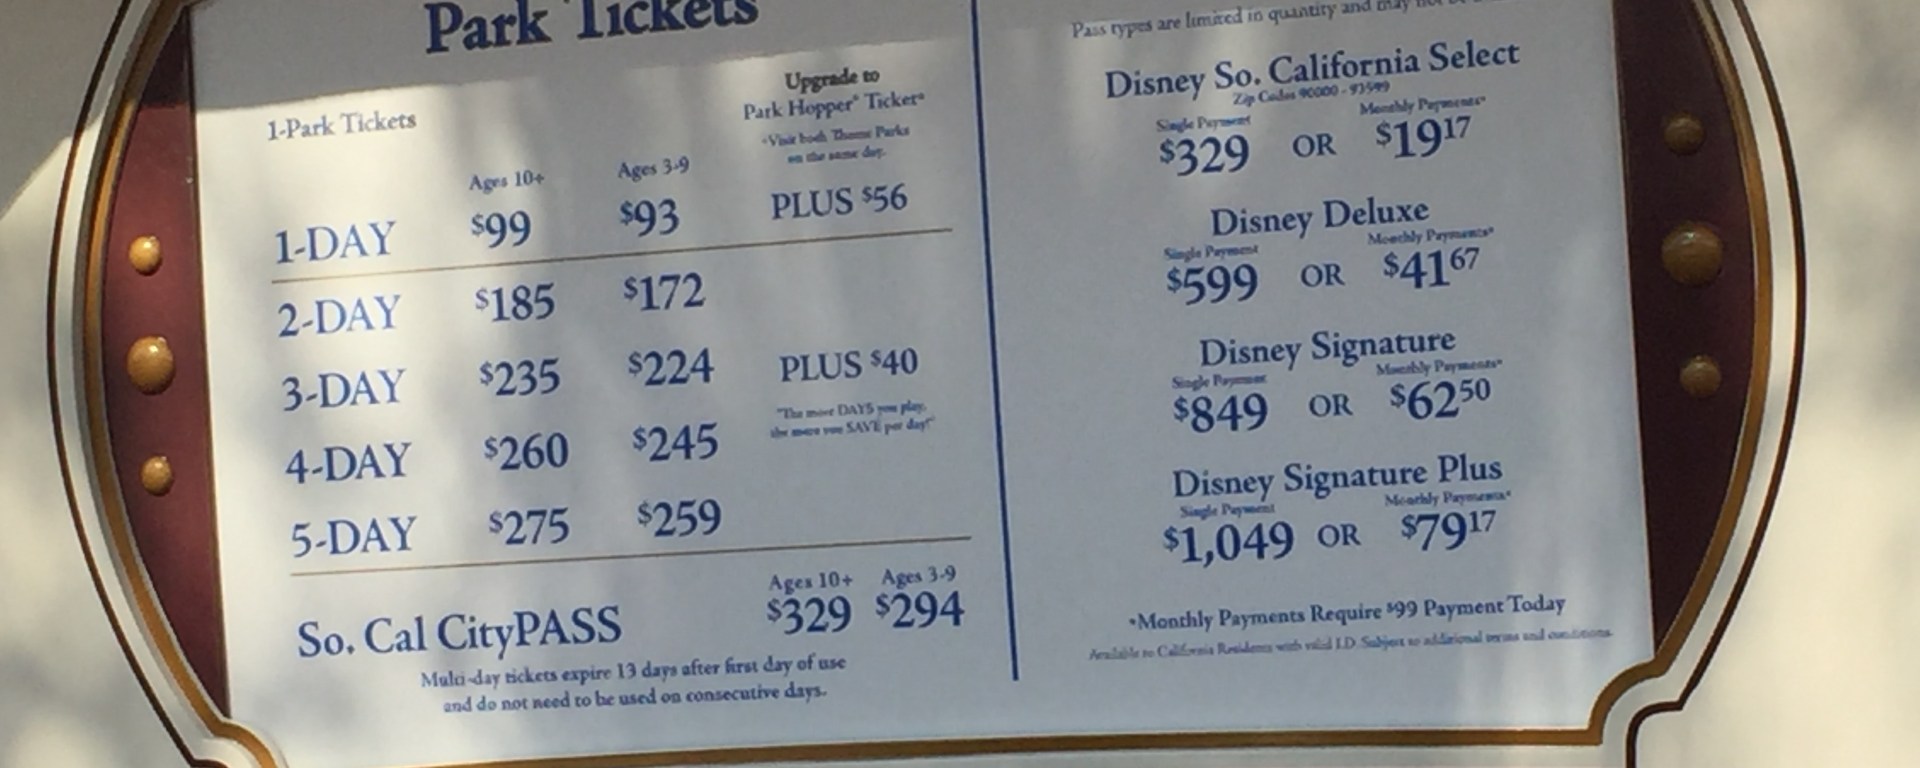 Park Tickets
1-Park Tickets
Upgrade to
Park Hopper® Ticket*
*Visit both Theme Parks
on the same day.
Ages 10+ Ages 3-9
1-DAY $99 $93 PLUS $56
2-DAY $185 $172
3-DAY $235 $224 PLUS $40
"The more DAYS you play,
the more you SAVE per day!"
4-DAY $260 $245
5-DAY $275 $259
Ages 10+ Ages 3-9
So. Cal CityPASS $329 $294
Multi-day tickets expire 13 days after first day of use
and do not need to be used on consecutive days.
Pass types are limited in quantity and may not be
Disney So. California Select
Zip Codes 90000 - 93599
Single Payment Monthly Payments*
$329 OR $1917
Disney Deluxe
Single Payment Monthly Payments*
$599 OR $4167
Disney Signature
Single Payment Monthly Payments*
$849 OR $6250
Disney Signature Plus
Single Payment Monthly Payments*
$1,049 OR $7917
*Monthly Payments Require $99 Payment Today
Available to California Residents with valid I.D. Subject to additional terms and conditions.